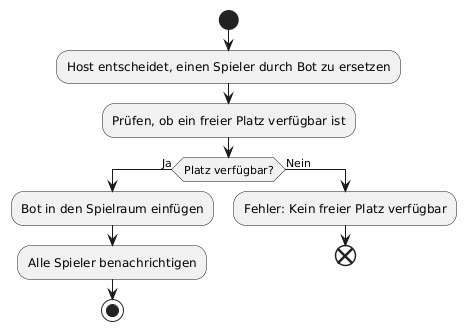 Host entscheidet, einen Spieler durch Bot zu ersetzen
Prüfen, ob ein freier Platz verfügbar ist
Ja
Platz verfügbar?
Nein
Bot in den Spielraum einfügen
Fehler: Kein freier Platz verfügbar
Alle Spieler benachrichtigen